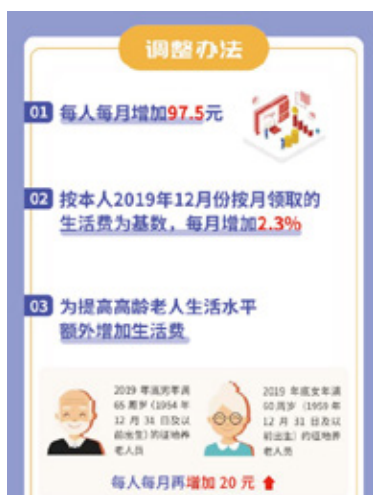 调整办法
01 每人每月增加97.5元
02 按本人2019年12月份按月领取的
生活费为基数，每月增加2.3%
03 为提高高龄老人生活水平
额外增加生活费
2019 年底男年满
65 周岁（1954 年
12 月 31 日及以
前出生）的征地养
老人员
2019 年底女年满
60 周岁（1959 年
12 月 31 日及以
前出生）的征地养
老人员
每人每月再增加 20 元